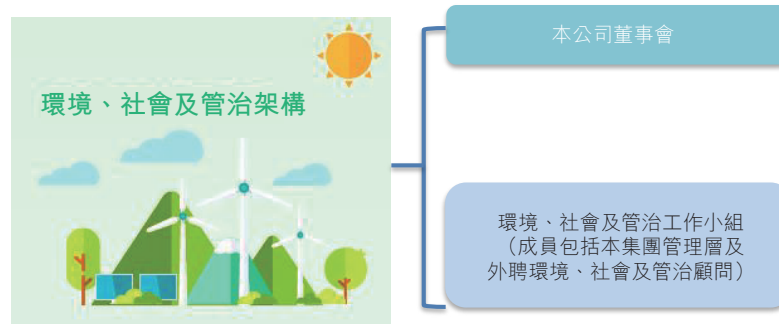 環境、社會及管治架構
本公司董事會
環境、社會及管治工作小組
（成員包括本集團管理層及
外聘環境、社會及管治顧問）